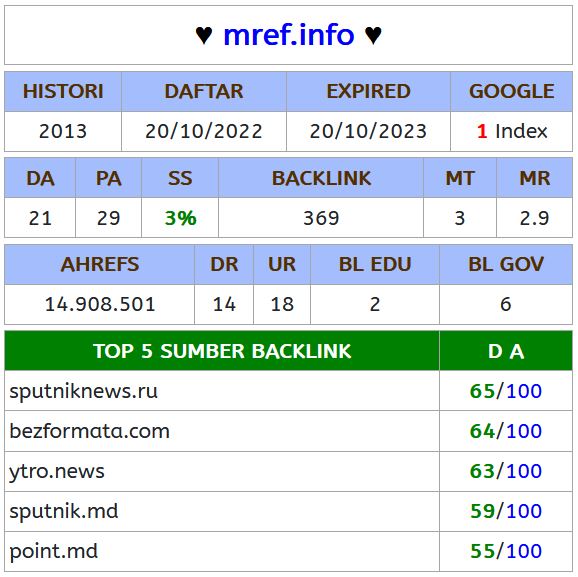 ♥ mref.info ♥
HISTORI DAFTAR EXPIRED GOOGLE
2013 20/10/2022 20/10/2023 1 Index
DA PA SS BACKLINK MT MR
21 29 3% 369 3 2.9
AHREFS DR UR BL EDU BL GOV
14.908.501 14 18 2 6
TOP 5 SUMBER BACKLINK D A
sputniknews.ru 65/100
bezformata.com 64/100
ytro.news 63/100
sputnik.md 59/100
point.md 55/100